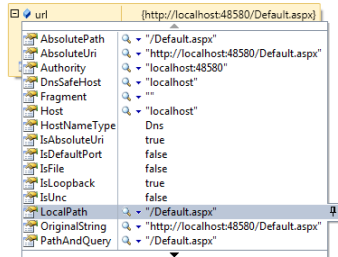 url {http://localhost:48580/Default.aspx}
AbsolutePath "/Default.aspx"
AbsoluteUri "http://localhost:48580/Default.aspx"
Authority "localhost:48580"
DnsSafeHost "localhost"
Fragment ""
Host "localhost"
HostNameType Dns
IsAbsoluteUri true
IsDefaultPort false
IsFile false
IsLoopback true
IsUnc false
LocalPath "/Default.aspx"
OriginalString "http://localhost:48580/Default.aspx"
PathAndQuery "/Default.aspx"